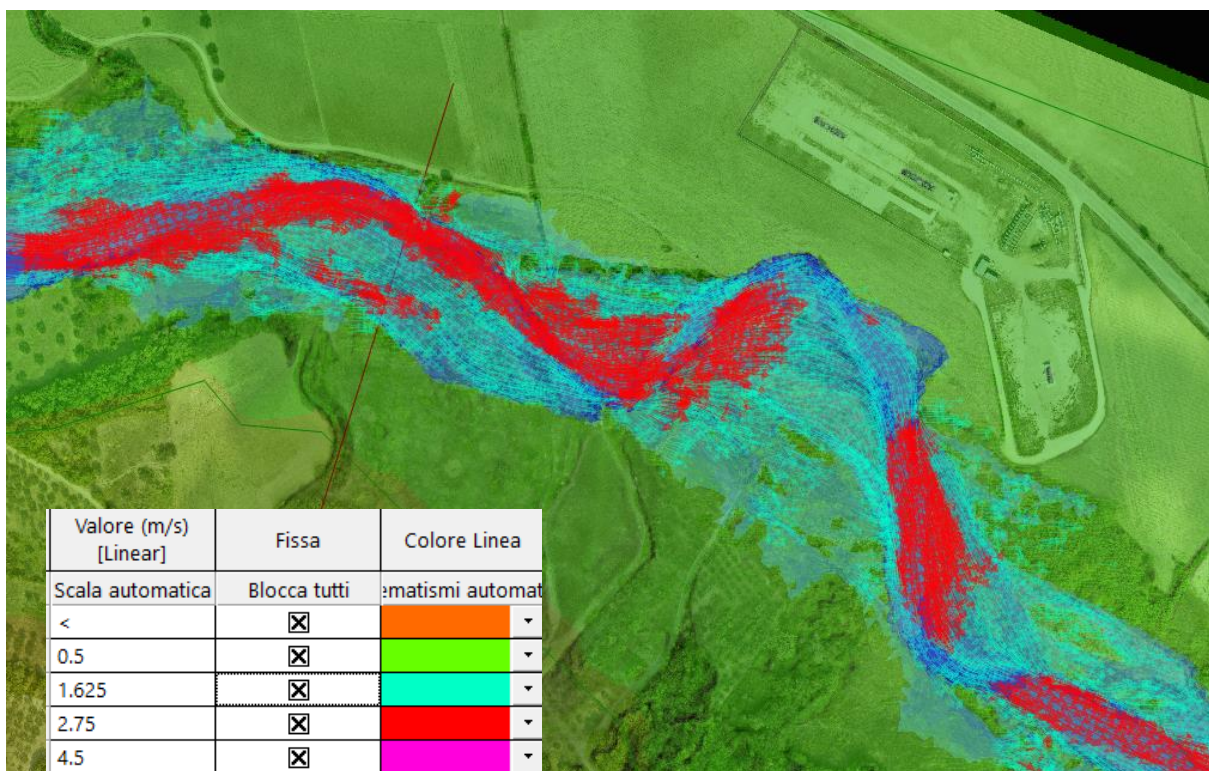 Valore (m/s)
[Linear]
Fissa
Colore Linea
Scala automatica
Blocca tutti
ematismi automat
<
0.5
1.625
2.75
4.5